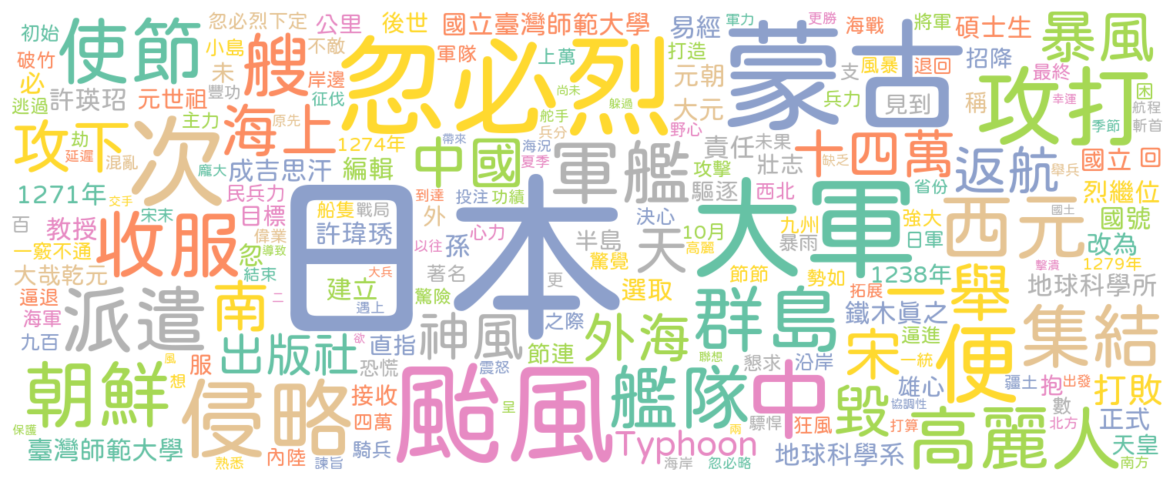 初始 使節 忽必烈下定 公里 後世 國立臺灣師範大學 易經 軍力 更勝 海戰 將軍 碩士生 暴風
破竹 小島 不敵 軍隊 上萬 打造 招降
必 未 豐功 岸邊 尚未 躲過 元朝 支 風暴 退回 最終 困
逃過 許瑛玿 元世祖 征伐 忽必烈 大元 兵力 蒙古 見到 稱 幸運 航程
艘 攻打
劫 主力 原先 舵手 野心 季節 斬首
攻下 次 海上 1274年 帶來 海況 責任 未果 十四萬 缺乏 返航 國立 回
延遲 混亂 龐大 成吉思汗 兵分 夏季 中國 軍艦 壯志 舉兵
1271年 民兵力 編輯 到達 投注 功績 攻擊 驅逐 西北 省份 西元 烈繼位
交手 宋末 船隻 戰局 以往 日本 決心 九州 強大 國土 國號
百 教授 目標 外 心力 10月 高麗 大軍 日軍 改為
一竅不通 偉業 許瑋琇 孫 半島 天 暴雨 擊潰 1279年
大哉乾元 收服 忽 導致 著名 驚覺 節節 勢如 1238年 一舉 地球科學所
逼退 結束 建立 大兵 驚險 更 選取 拓展
海軍 派遣 南 二 遇上 之際 群島 鐵木真之
九百 直指 神風 外海 逼進 便 集結
出版社 欲 節連 懇求 沿岸 宋 一統
風 服 恐慌 聯想 疆土 抱 出發
朝鮮 想 侵略 接收 颱風 震怒 艦隊 中 毀 雄心 數 打敗
四萬 呈 兩 驃悍 狂風 協調性 打算 北方 正式
保護 騎兵 Typhoon 高麗人 天皇
臺灣師範大學 熟悉 內陸 諫旨 海岸 忽必略 地球科學系 南方